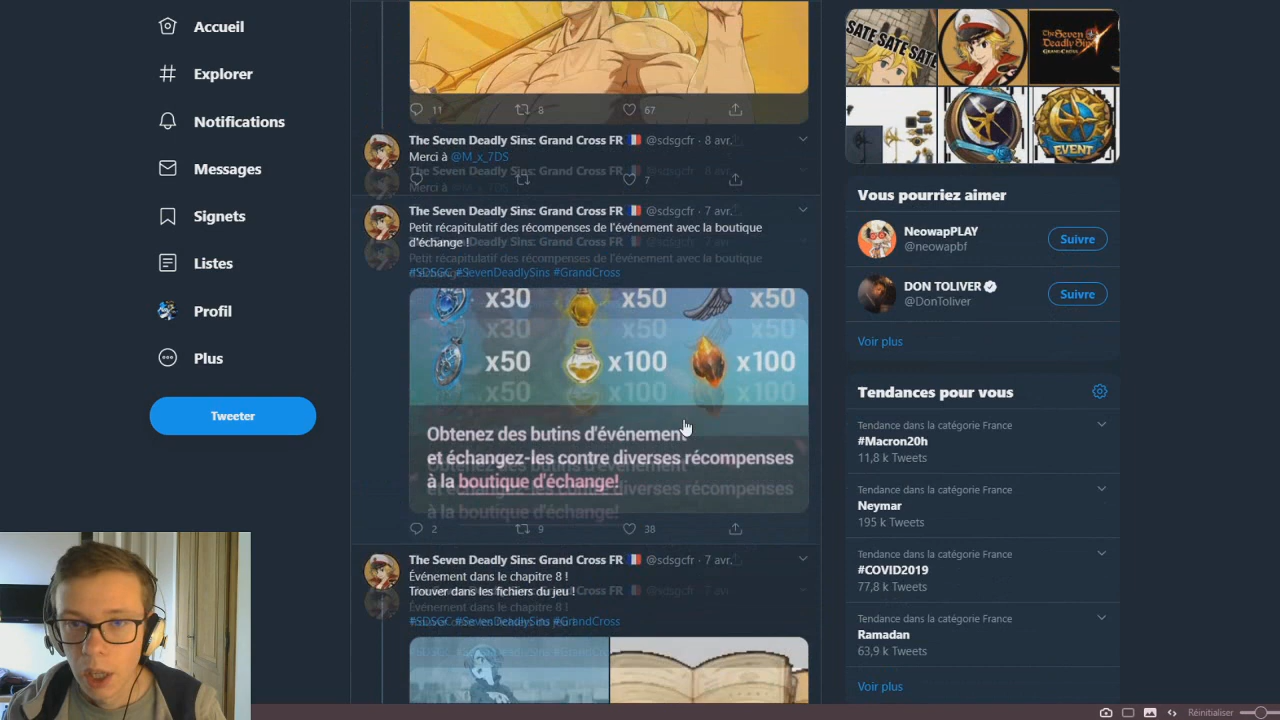 Accueil
Explorer
Notifications
Messages
Signets
Listes
Profil
Plus
Tweeter
11 8 67
The Seven Deadly Sins: Grand Cross FR @sdsgcfr · 8 avr.
Merci à @M_x_7DS
7
The Seven Deadly Sins: Grand Cross FR @sdsgcfr · 7 avr.
Petit récapitulatif des récompenses de l'événement avec la boutique
d'échange !
#SDSGC #SevenDeadlySins #GrandCross
x30 x50 x50
x50 x100 x100
Obtenez des butins d'événement
et échangez-les contre diverses récompenses
à la boutique d'échange!
2 9 38
The Seven Deadly Sins: Grand Cross FR @sdsgcfr · 7 avr.
Événement dans le chapitre 8 !
Trouver dans les fichiers du jeu !
#SDSGC #SevenDeadlySins #GrandCross
SATE SATE SATE
The Seven
Deadly Sins
GRAND CROSS
EVENT
Vous pourriez aimer
NeowapPLAY
@neowapbf
Suivre
DON TOLIVER
@DonToliver
Suivre
Voir plus
Tendances pour vous
Tendance dans la catégorie France
#Macron20h
11,8 k Tweets
Tendance dans la catégorie France
Neymar
195 k Tweets
Tendance dans la catégorie France
#COVID2019
77,8 k Tweets
Tendance dans la catégorie France
Ramadan
63,9 k Tweets
Voir plus
Réinitialiser